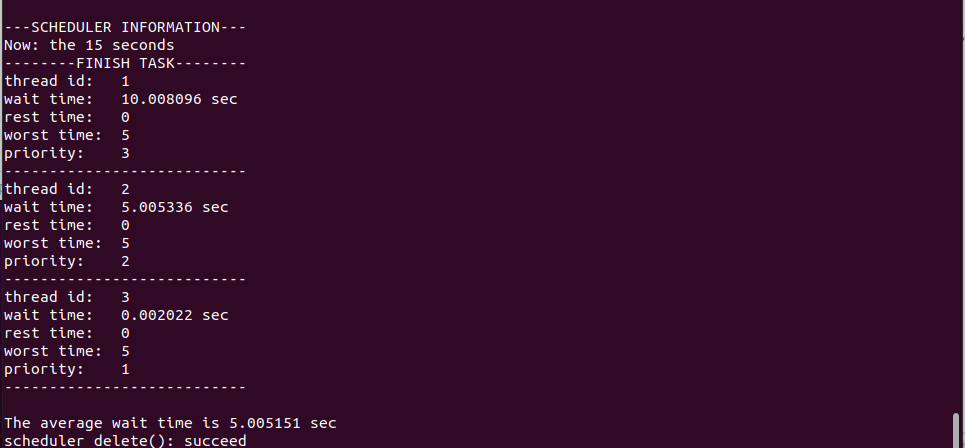 ---SCHEDULER INFORMATION---
Now: the 15 seconds
--------FINISH TASK--------
thread id:   1
wait time:   10.008096 sec
rest time:   0
worst time:  5
priority:    3
---------------------------
thread id:   2
wait time:   5.005336 sec
rest time:   0
worst time:  5
priority:    2
---------------------------
thread id:   3
wait time:   0.002022 sec
rest time:   0
worst time:  5
priority:    1
---------------------------
The average wait time is 5.005151 sec
scheduler delete(): succeed